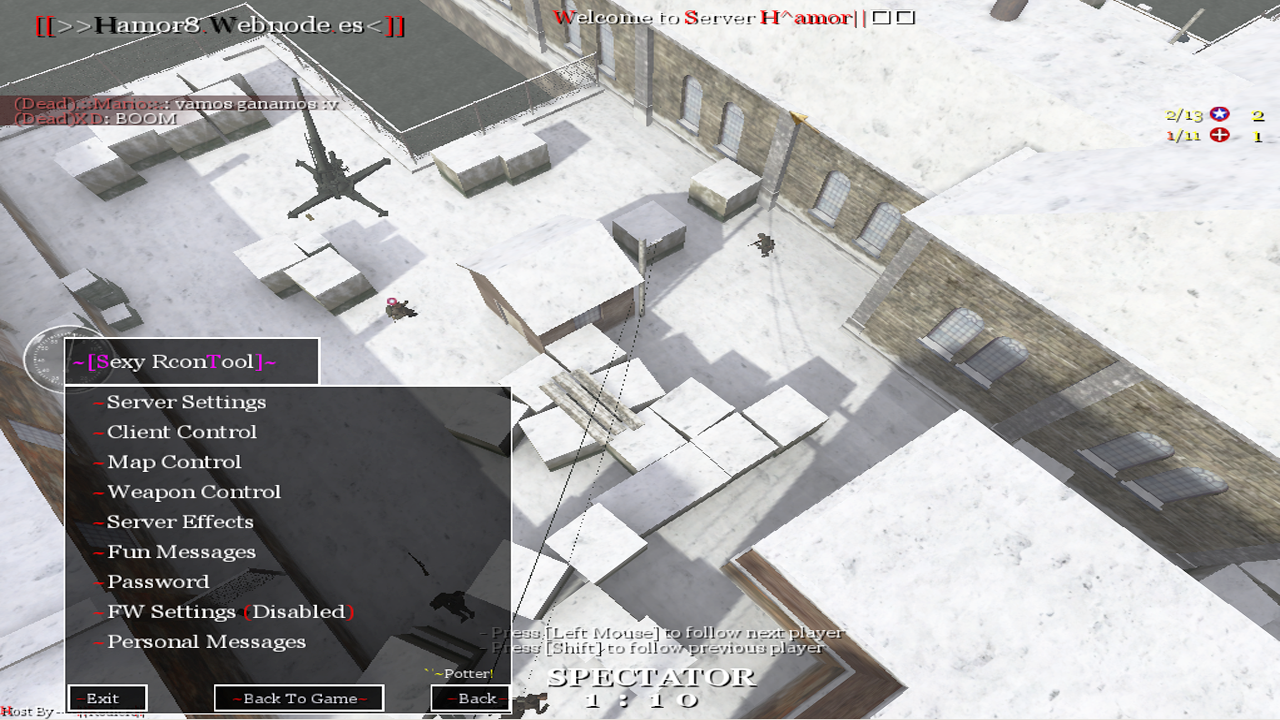 [[>>Hamor8.Webnode.es<]]
Welcome to Server H^amor||
(Dead).::Mario::.: vamos ganamos :v
(Dead)XD: BOOM
2/13 2
1/11 1
~[Sexy RconTool]~
~Server Settings
~Client Control
~Map Control
~Weapon Control
~Server Effects
~Fun Messages
~Password
~FW Settings (Disabled)
~Personal Messages
- Press [Left Mouse] to follow next player
- Press [Shift] to follow previous player
`'~Potter!
SPECTATOR
1 : 10
~Exit
~Back To Game~
~Back
Host By